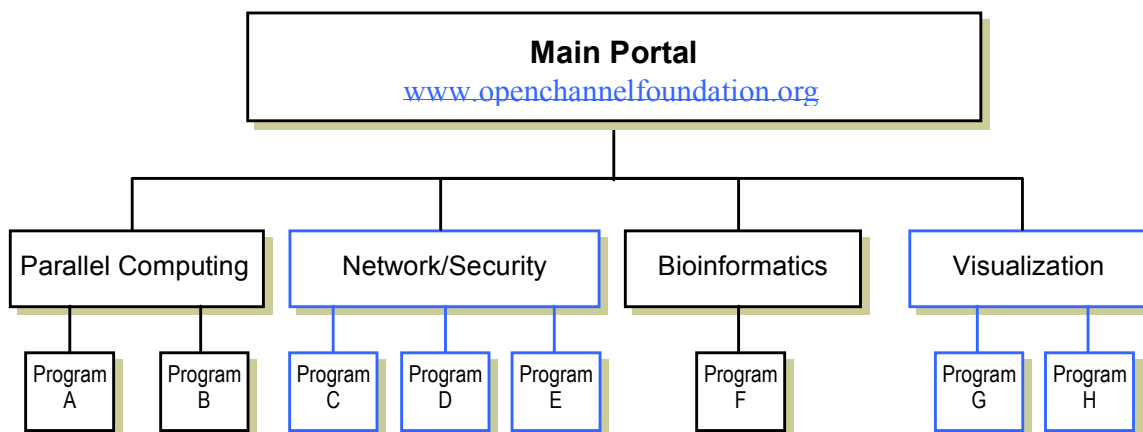 Main Portal
www.openchannelfoundation.org
Parallel Computing
Network/Security
Bioinformatics
Visualization
Program
A
Program
B
Program
C
Program
D
Program
E
Program
F
Program
G
Program
H